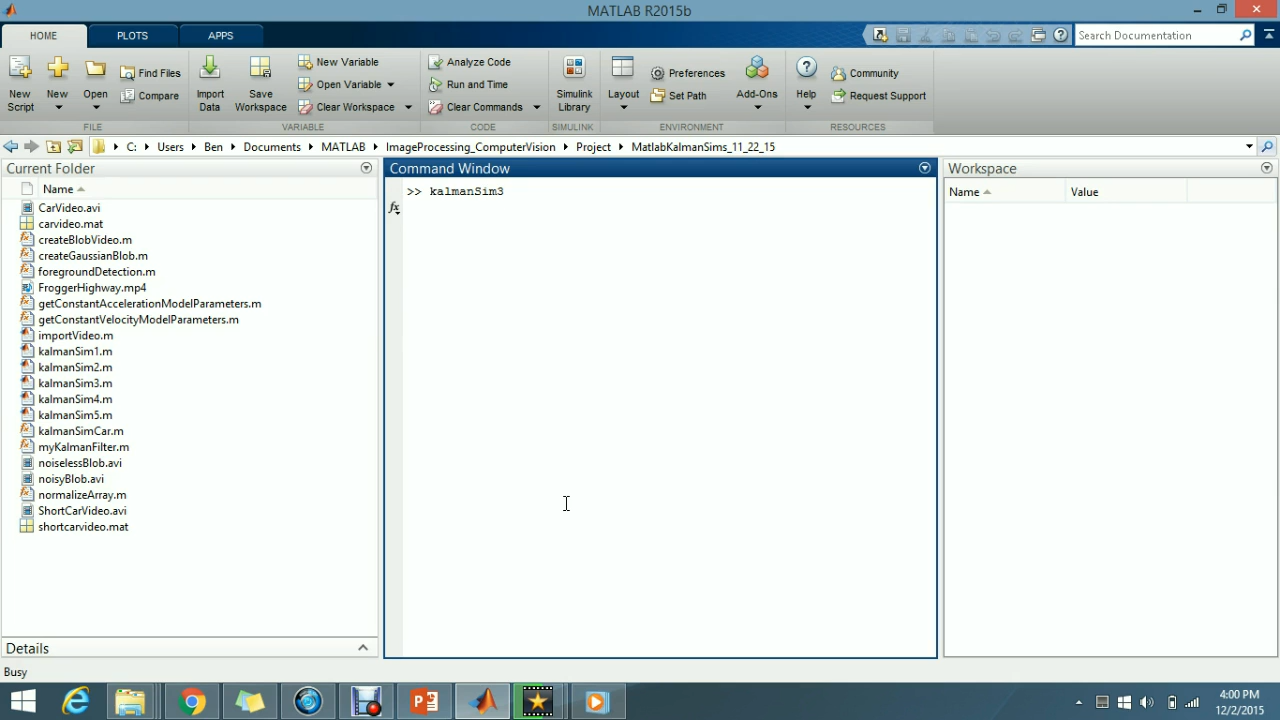 MATLAB R2015b
HOME PLOTS APPS Search Documentation
New Script
New
Open
Find Files
Compare
FILE
Import Data
Save Workspace
New Variable
Open Variable
Clear Workspace
VARIABLE
Analyze Code
Run and Time
Clear Commands
CODE
Simulink Library
SIMULINK
Layout
Preferences
Set Path
Add-Ons
ENVIRONMENT
Help
Community
Request Support
RESOURCES
C: Users Ben Documents MATLAB ImageProcessing_ComputerVision Project MatlabKalmanSims_11_22_15
Current Folder
Name
CarVideo.avi
carvideo.mat
createBlobVideo.m
createGaussianBlob.m
foregroundDetection.m
FroggerHighway.mp4
getConstantAccelerationModelParameters.m
getConstantVelocityModelParameters.m
importVideo.m
kalmanSim1.m
kalmanSim2.m
kalmanSim3.m
kalmanSim4.m
kalmanSim5.m
kalmanSimCar.m
myKalmanFilter.m
noiselessBlob.avi
noisyBlob.avi
normalizeArray.m
ShortCarVideo.avi
shortcarvideo.mat
Details
Command Window
>> kalmanSim3
fx
Workspace
Name Value
Busy
4:00 PM
12/2/2015